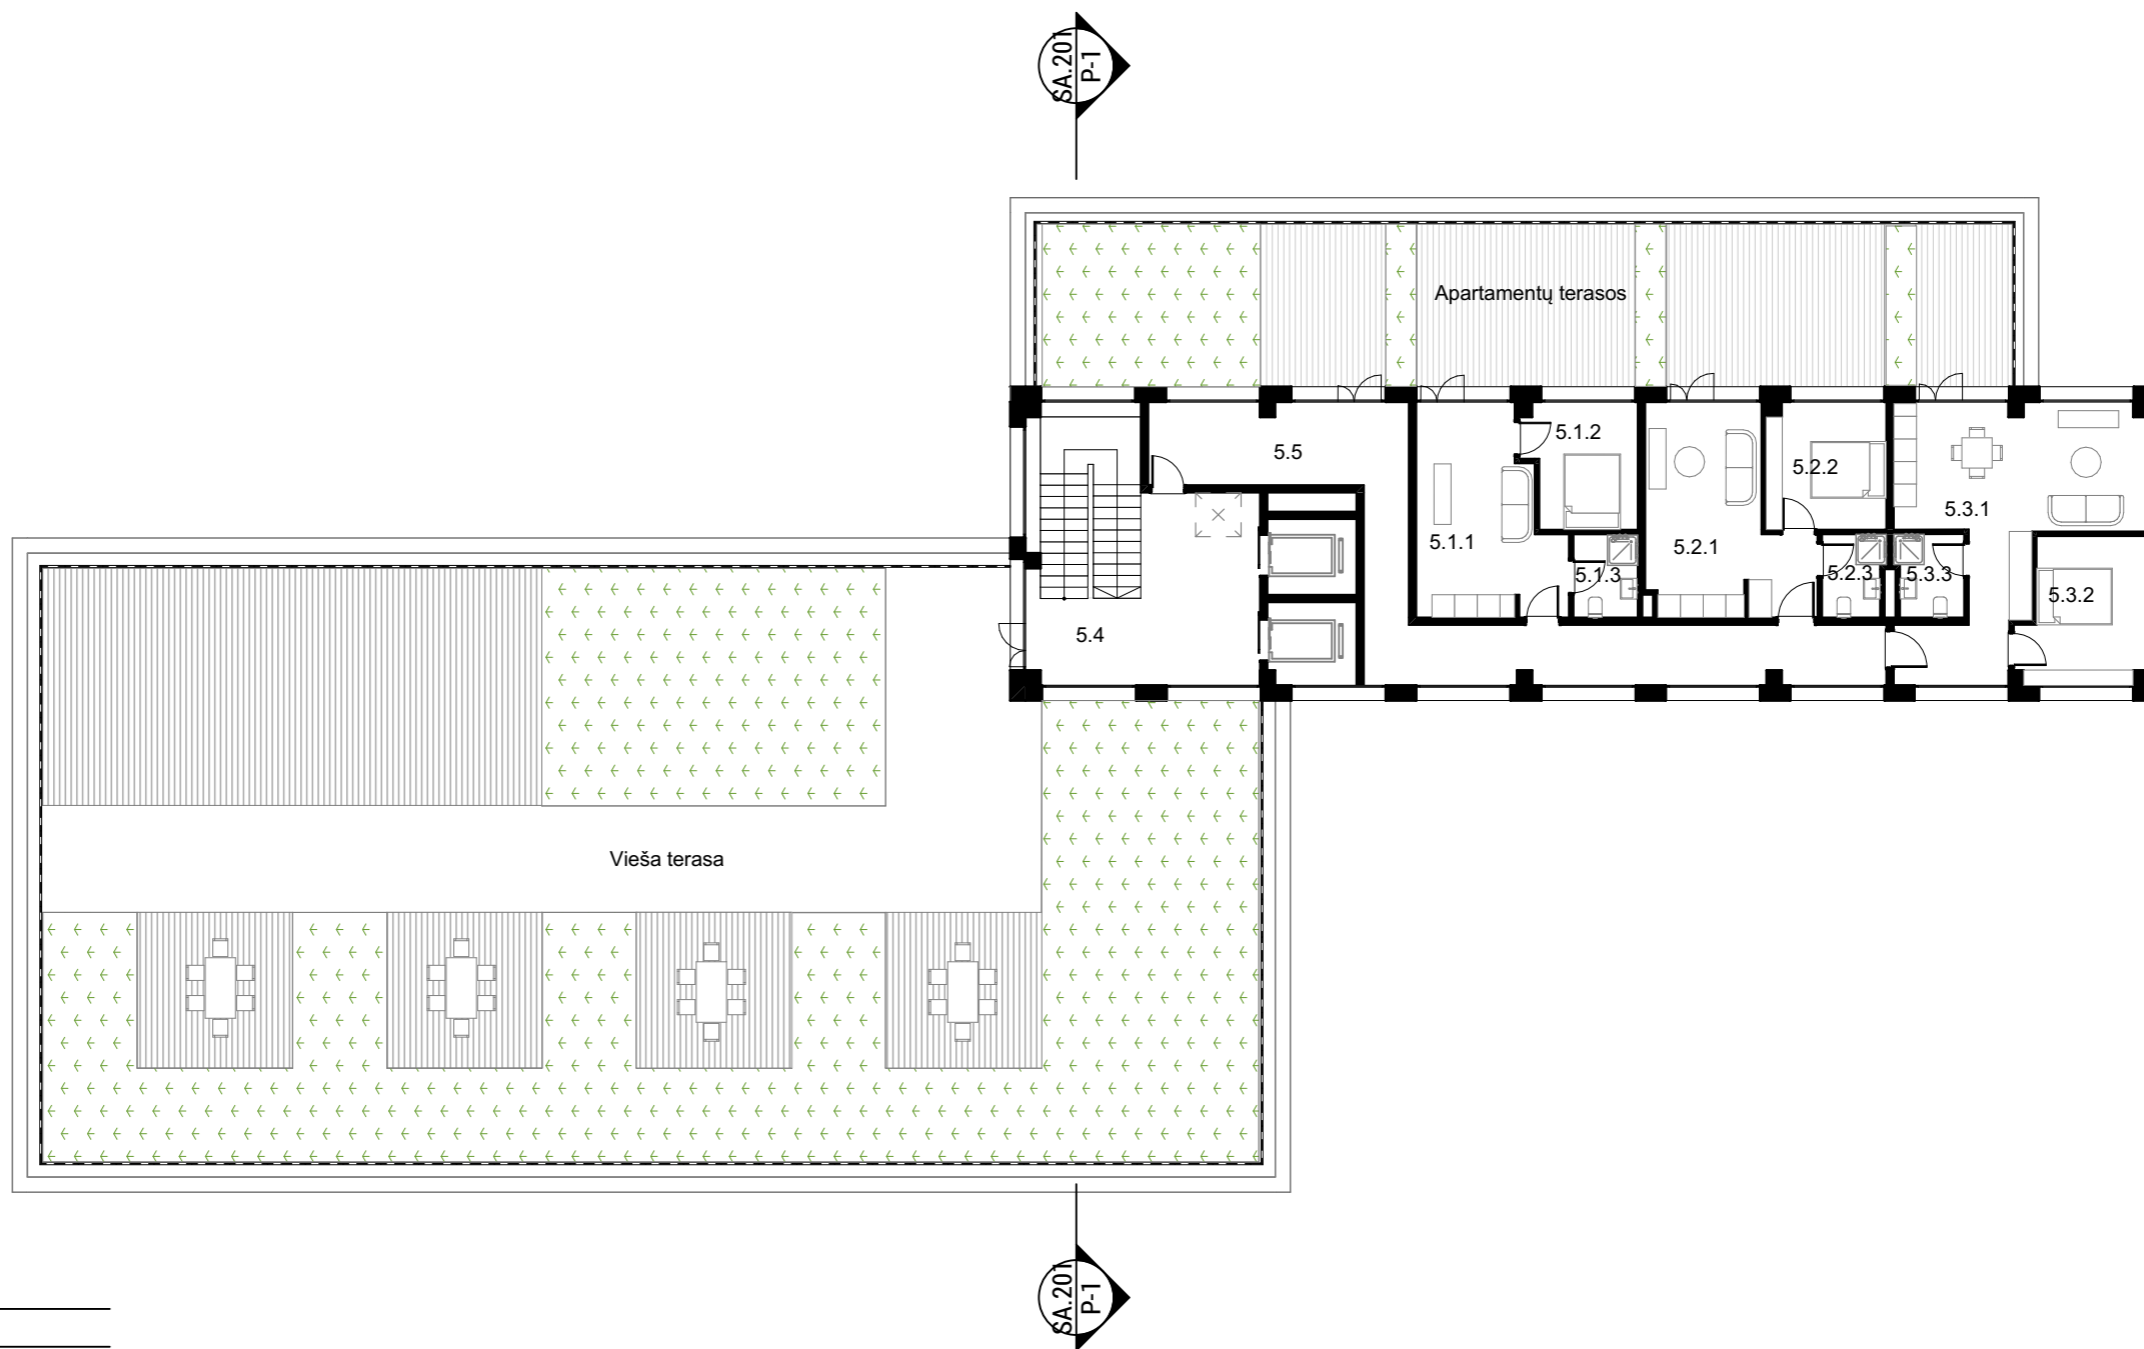 SA.201
P-1
Apartamentų terasos
5.1.2
5.5
5.2.2
5.3.1
5.1.1
5.2.1
5.1.3
5.2.3
5.3.3
5.3.2
5.4
Vieša terasa
SA.201
P-1